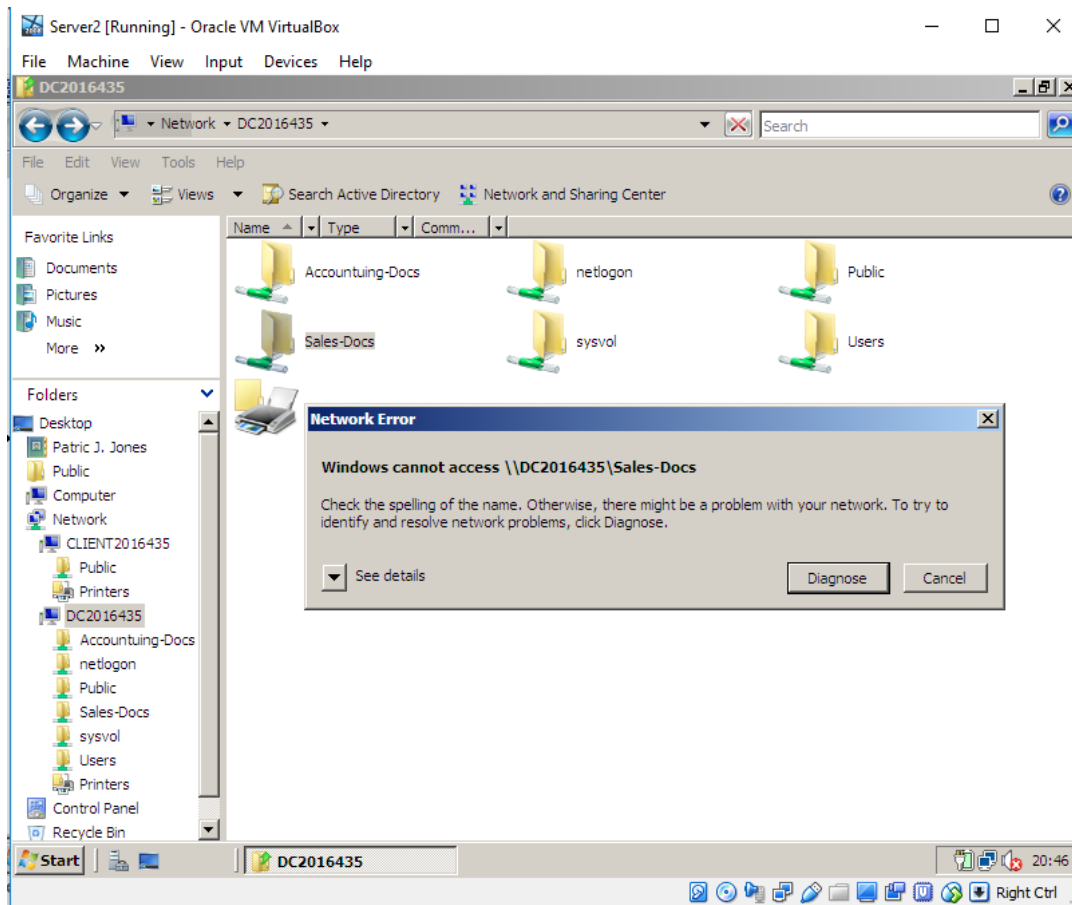 Server2 [Running] - Oracle VM VirtualBox
File Machine View Input Devices Help
DC2016435
Network DC2016435
Search
File Edit View Tools Help
Organize Views Search Active Directory Network and Sharing Center
Favorite Links
Documents
Pictures
Music
More »
Folders
Desktop
Patric J. Jones
Public
Computer
Network
CLIENT2016435
Public
Printers
DC2016435
Accountuing-Docs
netlogon
Public
Sales-Docs
sysvol
Users
Printers
Control Panel
Recycle Bin
Name Type Comm...
Accountuing-Docs netlogon Public
Sales-Docs sysvol Users
Network Error
Windows cannot access \\DC2016435\Sales-Docs
Check the spelling of the name. Otherwise, there might be a problem with your network. To try to
identify and resolve network problems, click Diagnose.
See details
Diagnose Cancel
Start DC2016435 20:46
Right Ctrl